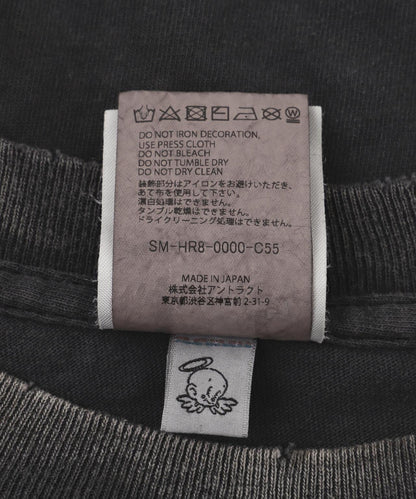 DO NOT IRON DECORATION,
USE PRESS CLOTH
DO NOT BLEACH
DO NOT TUMBLE DRY
DO NOT DRY CLEAN
装飾部分はアイロンをお避けいただき、
あて布を使用して下さい。
漂白処理はできません。
タンブル乾燥はできません。
ドライクリーニング処理はできません。
SM-HR8-0000-C55
MADE IN JAPAN
株式会社アントラクト
東京都渋谷区神宮前 2-31-9